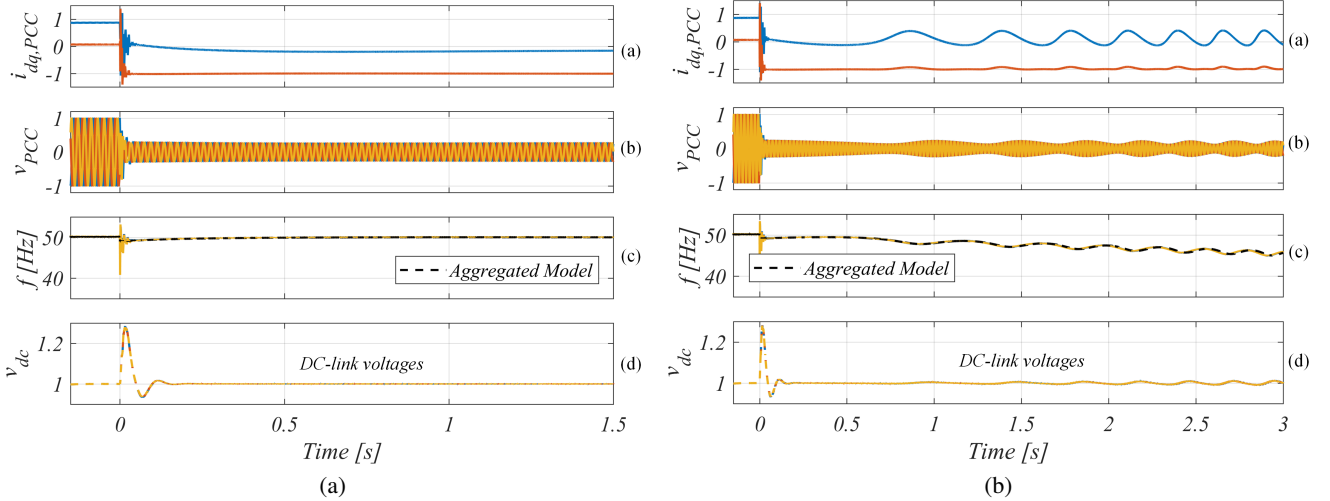 i_dq,PCC
1
0
-1
(a)
v_PCC
1
0
-1
(b)
f [Hz]
50
40
Aggregated Model
(c)
v_dc
1.2
1
DC-link voltages
(d)
0
0.5
1
1.5
Time [s]
(a)
i_dq,PCC
1
0
-1
(a)
v_PCC
1
0
-1
(b)
f [Hz]
50
40
Aggregated Model
(c)
v_dc
1.2
1
DC-link voltages
(d)
0
0.5
1
1.5
2
2.5
3
Time [s]
(b)